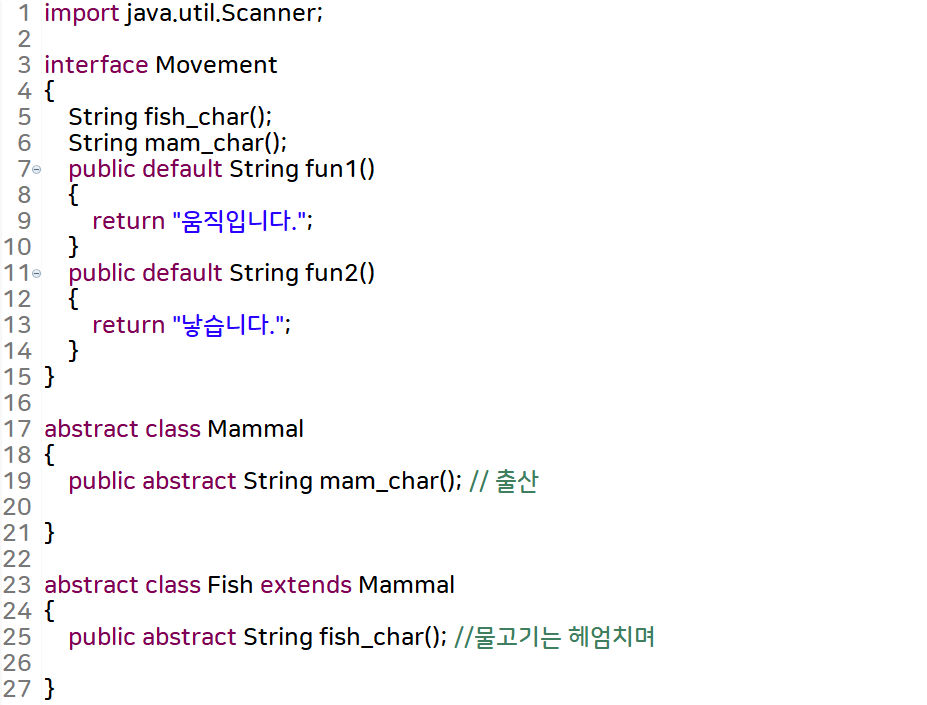 1 import java.util.Scanner;
2
3 interface Movement
4 {
5 String fish_char();
6 String mam_char();
7 public default String fun1()
8 {
9 return "움직입니다.";
10 }
11 public default String fun2()
12 {
13 return "낳습니다.";
14 }
15 }
16
17 abstract class Mammal
18 {
19 public abstract String mam_char(); // 출산
20
21 }
22
23 abstract class Fish extends Mammal
24 {
25 public abstract String fish_char(); //물고기는 헤엄치며
26
27 }